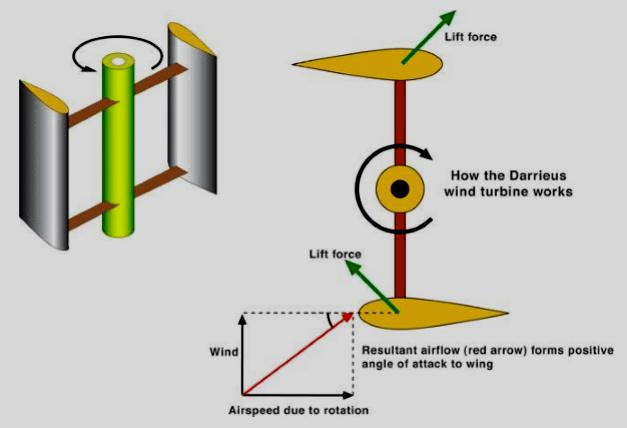 Lift force
How the Darrieus
wind turbine works
Lift force
Wind
Resultant airflow (red arrow) forms positive
angle of attack to wing
Airspeed due to rotation